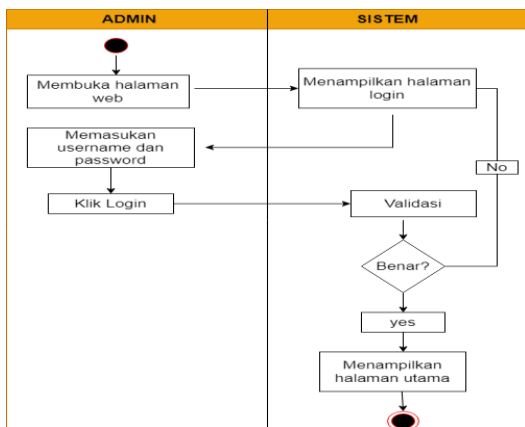 ADMIN
SISTEM
Membuka halaman
web
Menampilkan halaman
login
Memasukan
username dan
password
No
Klik Login
Validasi
Benar?
yes
Menampilkan
halaman utama